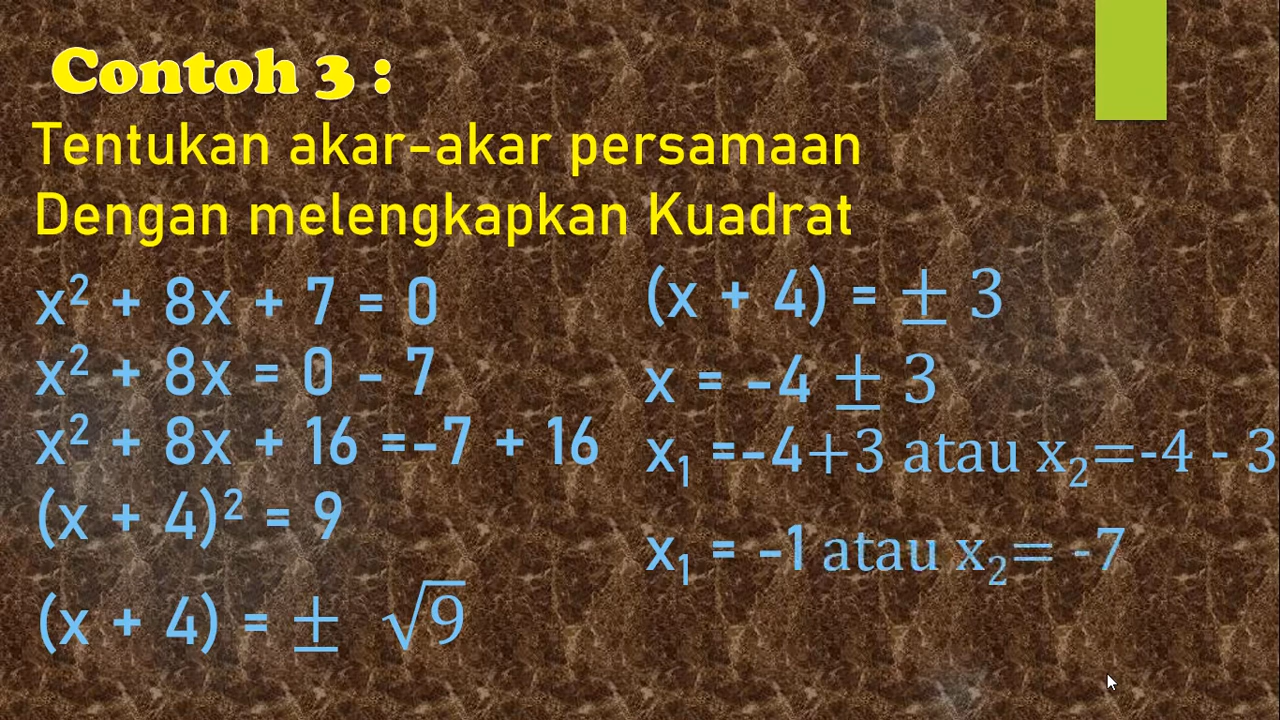 Contoh 3 :
Tentukan akar-akar persamaan
Dengan melengkapkan Kuadrat
x² + 8x + 7 = 0
x² + 8x = 0 - 7
x² + 8x + 16 =-7 + 16
(x + 4)² = 9
(x + 4) = ± √9
(x + 4) = ± 3
x = -4 ± 3
x₁ =-4+3 atau x₂=-4 - 3
x₁ = -1 atau x₂= -7